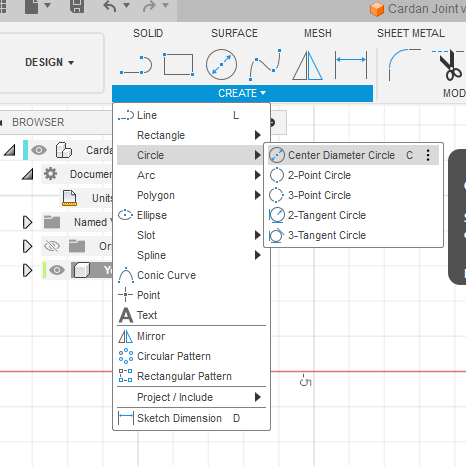 Cardan Joint v
SOLID SURFACE MESH SHEET METAL
DESIGN
CREATE MOD
BROWSER
Line L
Rectangle
Circle
Arc
Polygon
Ellipse
Slot
Spline
Conic Curve
Point
Text
Mirror
Circular Pattern
Rectangular Pattern
Project / Include
Sketch Dimension D
Center Diameter Circle C
2-Point Circle
3-Point Circle
2-Tangent Circle
3-Tangent Circle
Carda
Documen
Units
Named V
Ori
Yo
-5